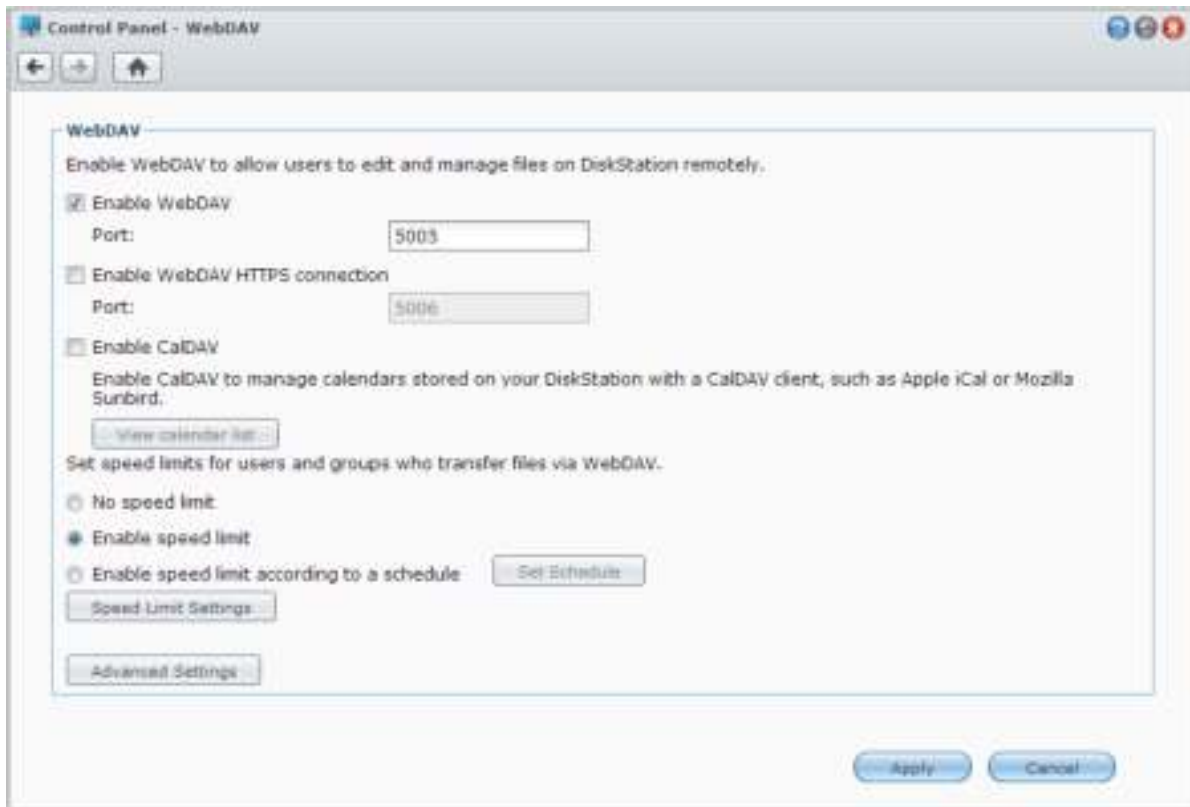 Control Panel - WebDAV
WebDAV
Enable WebDAV to allow users to edit and manage files on DiskStation remotely.
Enable WebDAV
Port:
5005
Enable WebDAV HTTPS connection
Port:
5006
Enable CalDAV
Enable CalDAV to manage calendars stored on your DiskStation with a CalDAV client, such as Apple iCal or Mozilla
Sunbird.
View calendar list
Set speed limits for users and groups who transfer files via WebDAV.
No speed limit
Enable speed limit
Enable speed limit according to a schedule
Set Schedule
Speed Limit Settings
Advanced Settings
Apply
Cancel